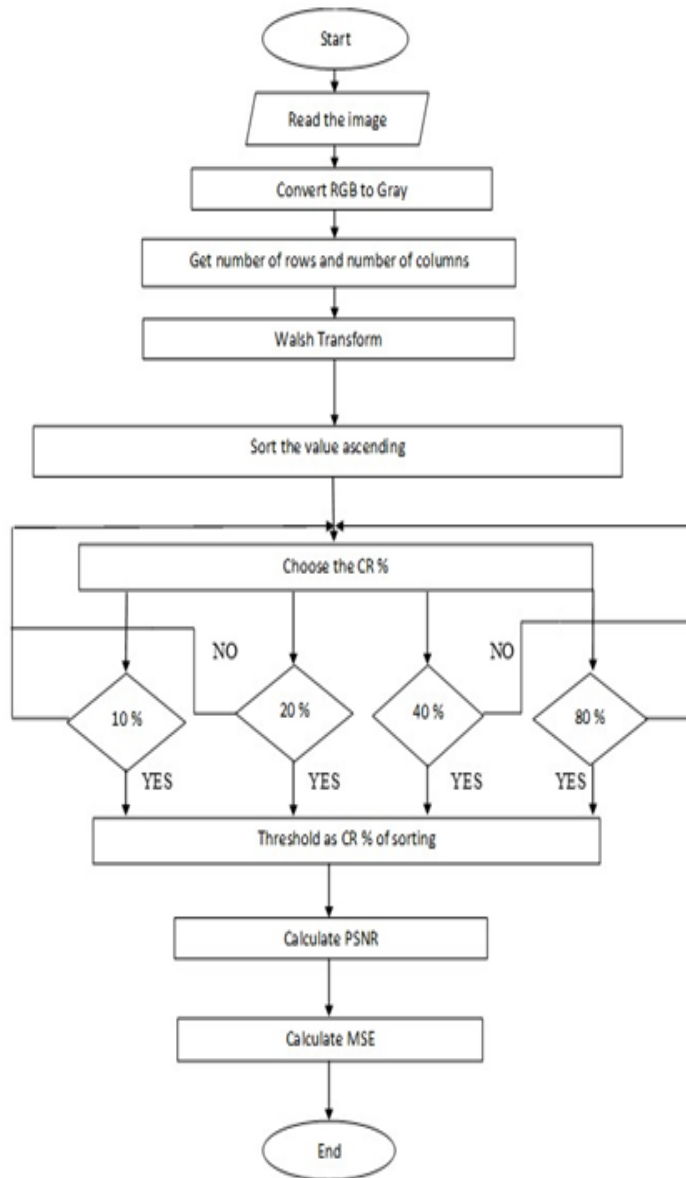 Start
Read the image
Convert RGB to Gray
Get number of rows and number of columns
Walsh Transform
Sort the value ascending
Choose the CR %
NO
NO
10 %
20 %
40 %
80 %
YES
YES
YES
YES
Threshold as CR % of sorting
Calculate PSNR
Calculate MSE
End